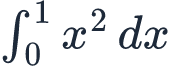 ∫₀¹ x² dx